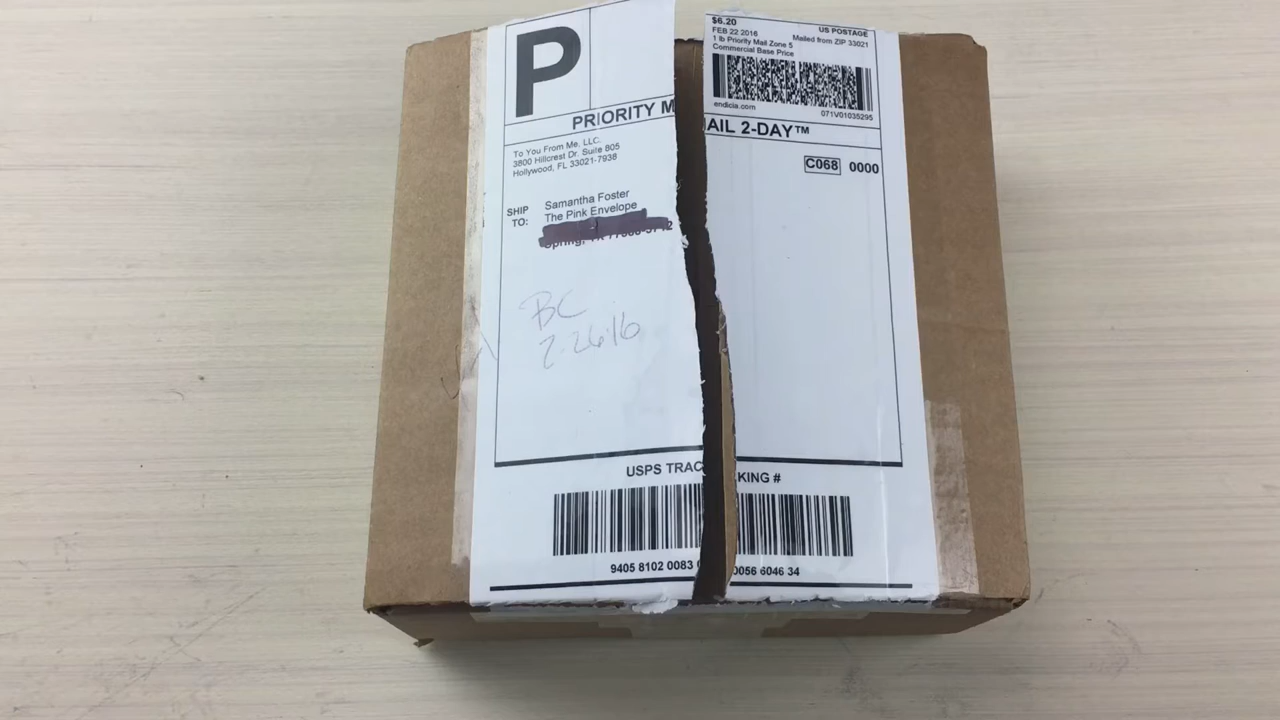 P
$6.20
US POSTAGE
FEB 22 2016
Mailed from ZIP 33021
1 lb Priority Mail Zone 5
Commercial Base Price
endicia.com
071V01035295
PRIORITY MAIL 2-DAY™
To You From Me, LLC.
3800 Hillcrest Dr. Suite 805
Hollywood, FL 33021-7938
C068 0000
SHIP TO:
Samantha Foster
The Pink Envelope
Spring,
BC
2.26.16
USPS TRACKING #
9405 8102 0083 0056 6046 34